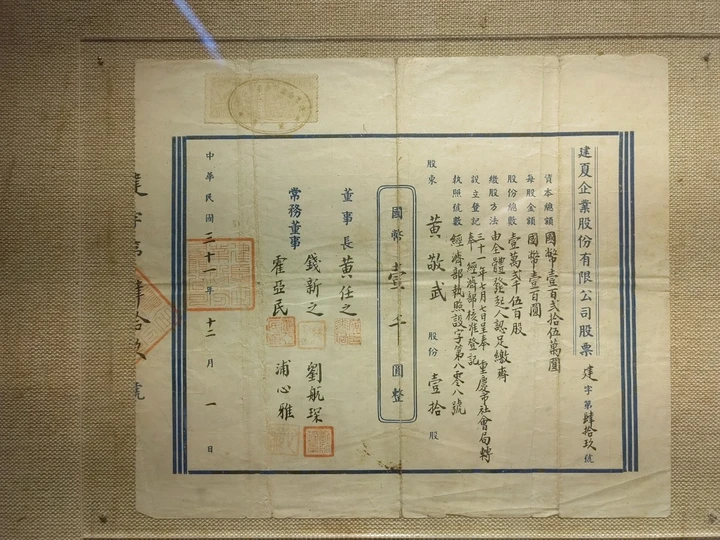 建夏企業股份有限公司股票
建字第肆拾玖號
資本總額 國幣壹百弍拾伍萬圓
每股金額 國幣壹百圓
股份總數 壹萬弍千伍百股
繳股方法 由全體發起人認足繳齊
設立登記 三十一年七月七日呈奉 重慶市社會局轉
奉 經濟部核准登記
執照號數 經濟部執照設字第八零八號
股東 黃敬武 股份 壹拾 股
國幣壹千圓整
董事長 黃任之
常務董事 錢新之 劉航琛
霍亞民 浦心雅
中華民國三十一年十二月一日
建字第肆拾玖號